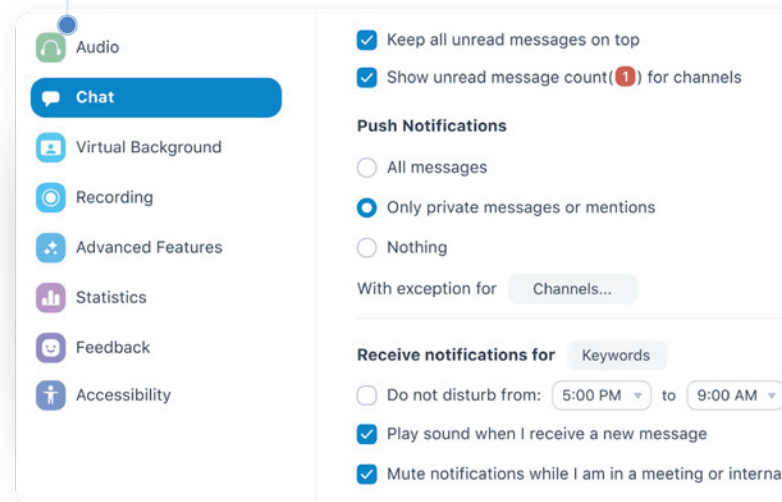 Audio
Chat
Virtual Background
Recording
Advanced Features
Statistics
Feedback
Accessibility
Keep all unread messages on top
Show unread message count(1) for channels
Push Notifications
All messages
Only private messages or mentions
Nothing
With exception for Channels...
Receive notifications for Keywords
Do not disturb from: 5:00 PM to 9:00 AM
Play sound when I receive a new message
Mute notifications while I am in a meeting or interna